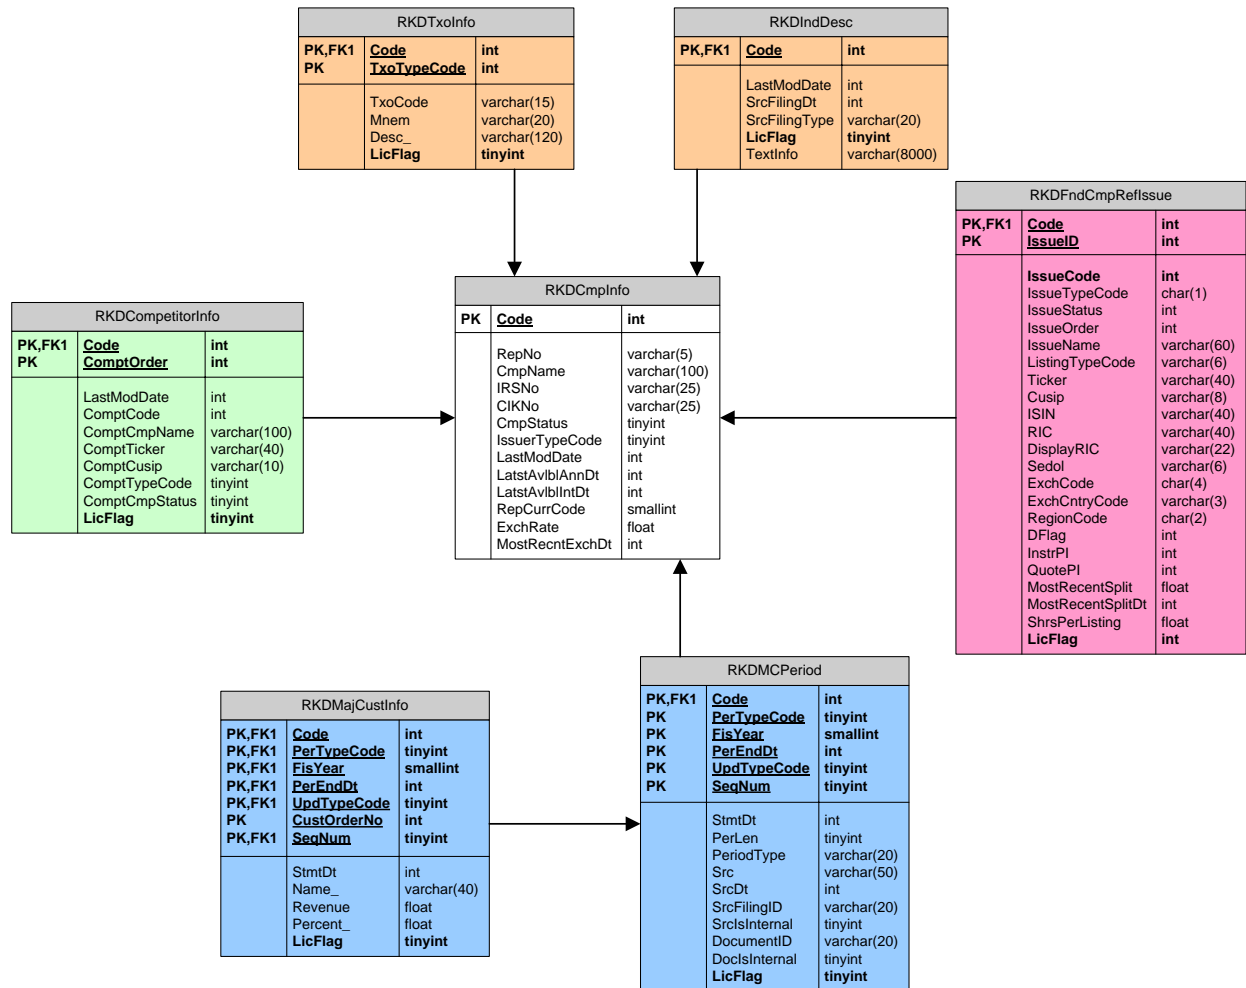 RKDTxoInfo
PK,FK1 Code int
PK TxoTypeCode int
TxoCode varchar(15)
Mnem varchar(20)
Desc_ varchar(120)
LicFlag tinyint
RKDIndDesc
PK,FK1 Code int
LastModDate int
SrcFilingDt int
SrcFilingType varchar(20)
LicFlag tinyint
TextInfo varchar(8000)
RKDFndCmpRefIssue
PK,FK1 Code int
PK IssueID int
IssueCode int
IssueTypeCode char(1)
IssueStatus int
IssueOrder int
IssueName varchar(60)
ListingTypeCode varchar(6)
Ticker varchar(40)
Cusip varchar(8)
ISIN varchar(40)
RIC varchar(40)
DisplayRIC varchar(22)
Sedol varchar(6)
ExchCode char(4)
ExchCntryCode varchar(3)
RegionCode char(2)
DFlag int
InstrPI int
QuotePI int
MostRecentSplit float
MostRecentSplitDt int
ShrsPerListing float
LicFlag int
RKDCmpInfo
PK Code int
RepNo varchar(5)
CmpName varchar(100)
IRSNo varchar(25)
CIKNo varchar(25)
CmpStatus tinyint
IssuerTypeCode tinyint
LastModDate int
LatstAvlblAnnDt int
LatstAvlblIntDt int
RepCurrCode smallint
ExchRate float
MostRecntExchDt int
RKDCompetitorInfo
PK,FK1 Code int
PK ComptOrder int
LastModDate int
ComptCode int
ComptCmpName varchar(100)
ComptTicker varchar(40)
ComptCusip varchar(10)
ComptTypeCode tinyint
ComptCmpStatus tinyint
LicFlag tinyint
RKDMCPeriod
PK,FK1 Code int
PK PerTypeCode tinyint
PK FisYear smallint
PK PerEndDt int
PK UpdTypeCode tinyint
PK SeqNum tinyint
StmtDt int
PerLen tinyint
PeriodType varchar(20)
Src varchar(50)
SrcDt int
SrcFilingID varchar(20)
SrcIsInternal tinyint
DocumentID varchar(20)
DocIsInternal tinyint
LicFlag tinyint
RKDMajCustInfo
PK,FK1 Code int
PK,FK1 PerTypeCode tinyint
PK,FK1 FisYear smallint
PK,FK1 PerEndDt int
PK,FK1 UpdTypeCode tinyint
PK CustOrderNo int
PK,FK1 SeqNum tinyint
StmtDt int
Name_ varchar(40)
Revenue float
Percent_ float
LicFlag tinyint